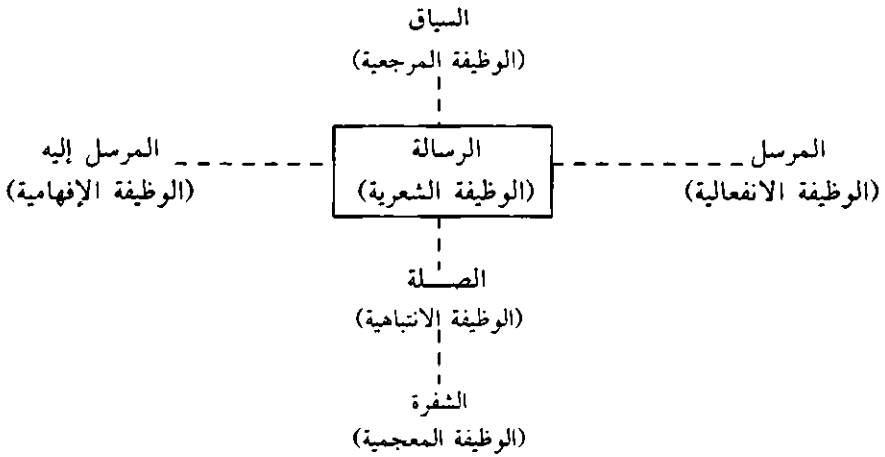 السياق
(الوظيفة المرجعية)
المرسل
الرسالة
المرسل إليه
(الوظيفة الانفعالية)
(الوظيفة الشعرية)
(الوظيفة الإفهامية)
الصلة
(الوظيفة الانتباهية)
الشفرة
(الوظيفة المعجمية)